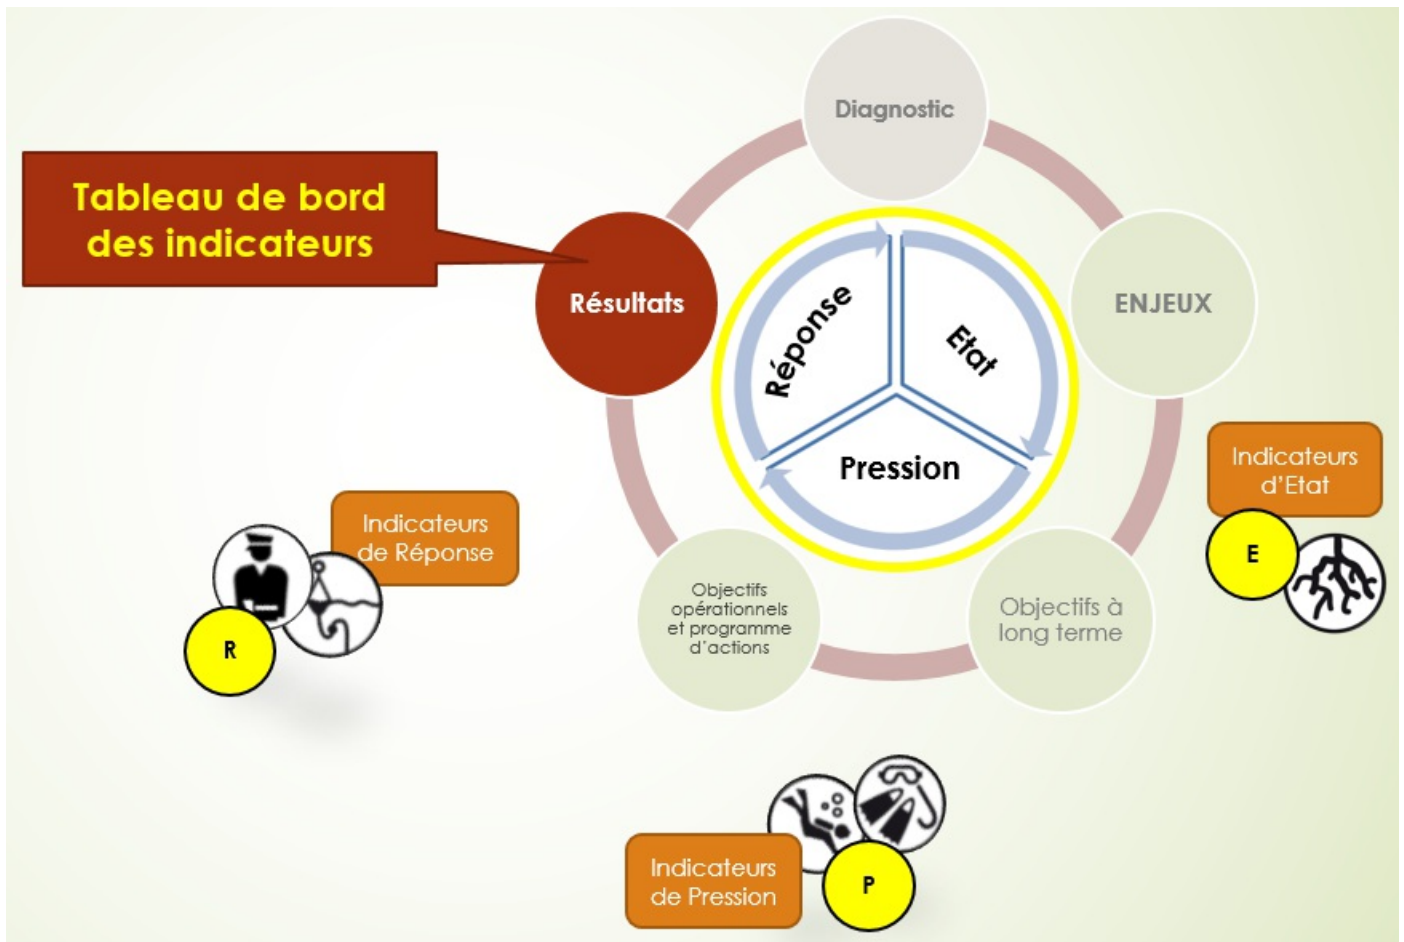 Diagnostic
Tableau de bord
des indicateurs
Résultats
ENJEUX
Réponse
Etat
Pression
Indicateurs
d'Etat
E
Indicateurs
de Réponse
R
Objectifs
opérationnels
et programme
d'actions
Objectifs à
long terme
Indicateurs
de Pression
P